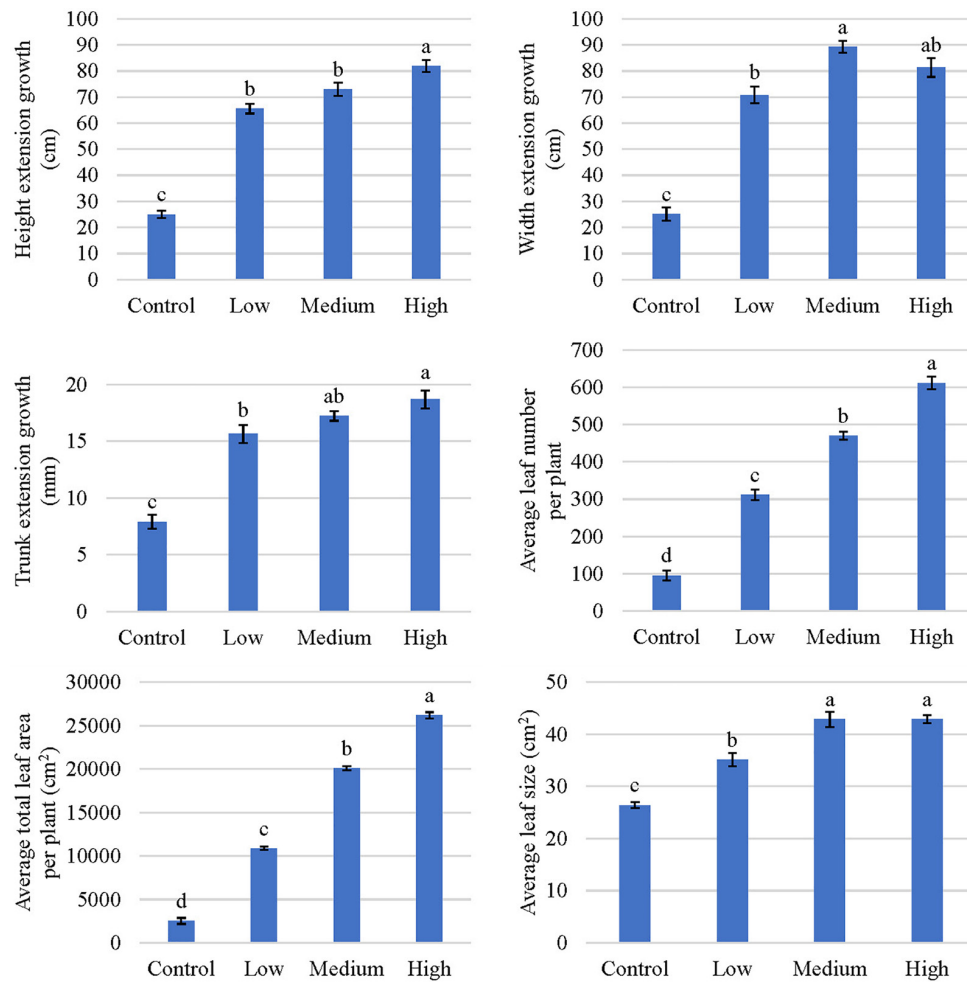 Height extension growth
(cm)
100
90
80
70
60
50
40
30
20
10
0
c
b
b
a
Control Low Medium High
Width extension growth
(cm)
100
90
80
70
60
50
40
30
20
10
0
c
b
a
ab
Control Low Medium High
Trunk extension growth
(mm)
20
15
10
5
0
c
b
ab
a
Control Low Medium High
Average leaf number
per plant
700
600
500
400
300
200
100
0
d
c
b
a
Control Low Medium High
Average total leaf area
per plant (cm²)
30000
25000
20000
15000
10000
5000
0
d
c
b
a
Control Low Medium High
Average leaf size (cm²)
50
40
30
20
10
0
c
b
a
a
Control Low Medium High